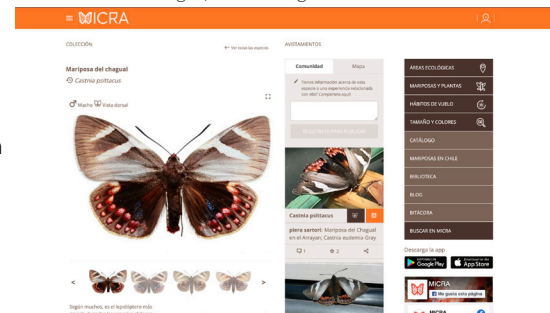 MICRA
COLECCIÓN
← Ver todas las especies
Mariposa del chagual
Castnia psittacus
Macho
Vista dorsal
Según muchos, es el lepidóptero más
AVISTAMIENTOS
Comunidad
Mapa
¿Tienes información acerca de esta
especie o una experiencia relacionada
con ella? Compártela aquí!
REGÍSTRATE PARA PUBLICAR
Castnia psittacus
piera sartori: Mariposa del Chagual
en el Arrayan; Castnia eudemia Gray
1
2
ÁREAS ECOLÓGICAS
MARIPOSAS Y PLANTAS
HÁBITOS DE VUELO
TAMAÑO Y COLORES
CATÁLOGO
MARIPOSAS EN CHILE
BIBLIOTECA
BLOG
BITÁCORA
BUSCAR EN MICRA
Descarga la app
Google Play
App Store
MICRA
Me gusta esta página
MICRA